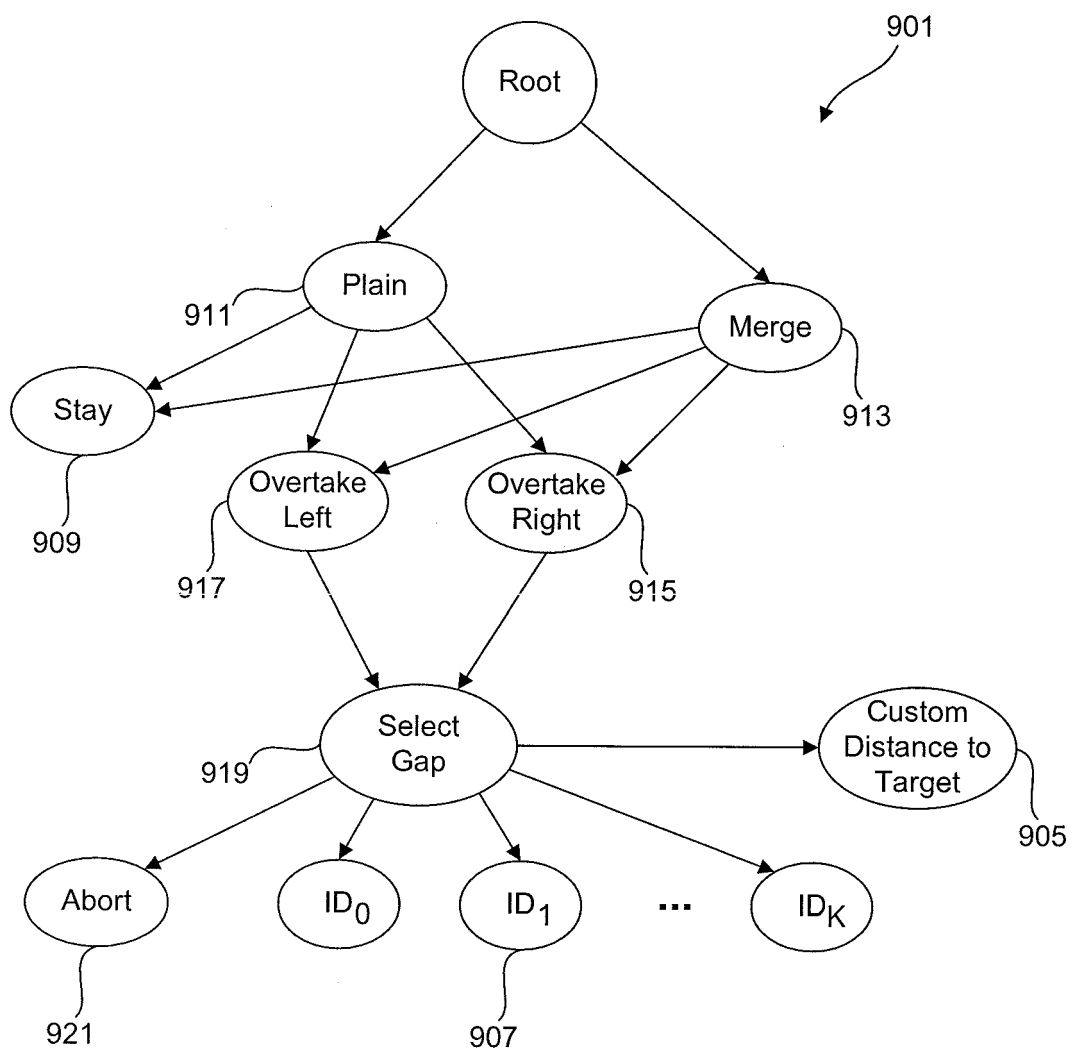 901
Root
Plain
911
Merge
913
Stay
909
Overtake
Left
917
Overtake
Right
915
Select
Gap
919
Custom
Distance to
Target
905
Abort
921
ID0
ID1
907
...
IDK